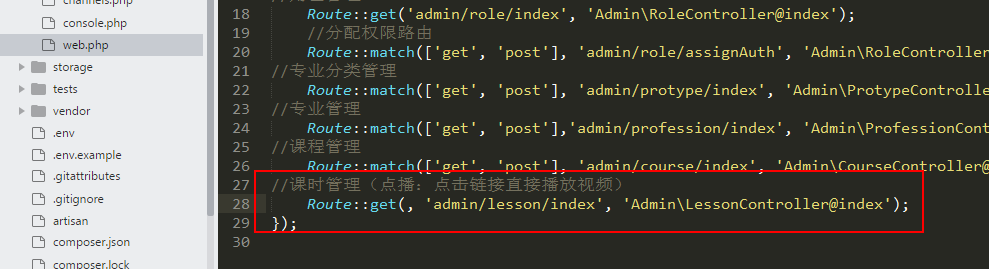 channels.php
console.php
web.php
storage
tests
vendor
.env
.env.example
.gitattributes
.gitignore
artisan
composer.json
composer.lock
18 Route::get('admin/role/index', 'Admin\RoleController@index');
19 //分配权限路由
20 Route::match(['get', 'post'], 'admin/role/assignAuth', 'Admin\RoleController
21 //专业分类管理
22 Route::match(['get', 'post'], 'admin/protype/index', 'Admin\ProtypeControlle
23 //专业管理
24 Route::match(['get', 'post'],'admin/profession/index', 'Admin\ProfessionCont
25 //课程管理
26 Route::match(['get', 'post'], 'admin/course/index', 'Admin\CourseController@
27 //课时管理（点播：点击链接直接播放视频）
28 Route::get(, 'admin/lesson/index', 'Admin\LessonController@index');
29 });
30